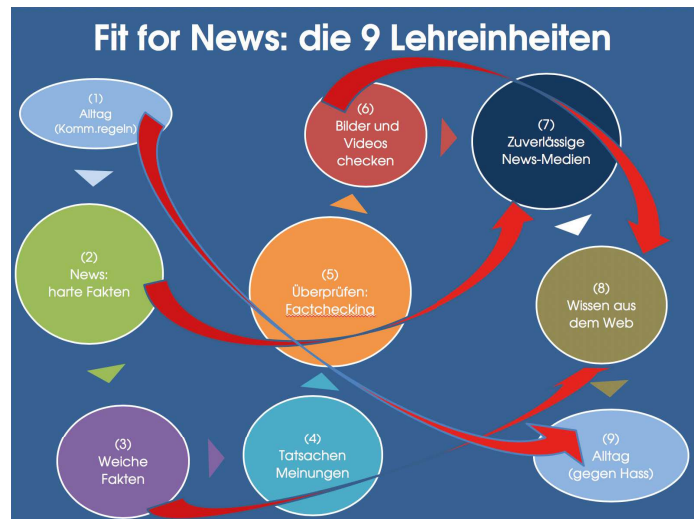 Fit for News: die 9 Lehreinheiten
(1)
Alltag
(Komm.regeln)
(2)
News:
harte Fakten
(3)
Weiche
Fakten
(4)
Tatsachen
Meinungen
(5)
Überprüfen:
Factchecking
(6)
Bilder und
Videos
checken
(7)
Zuverlässige
News-Medien
(8)
Wissen aus
dem Web
(9)
Alltag
(gegen Hass)